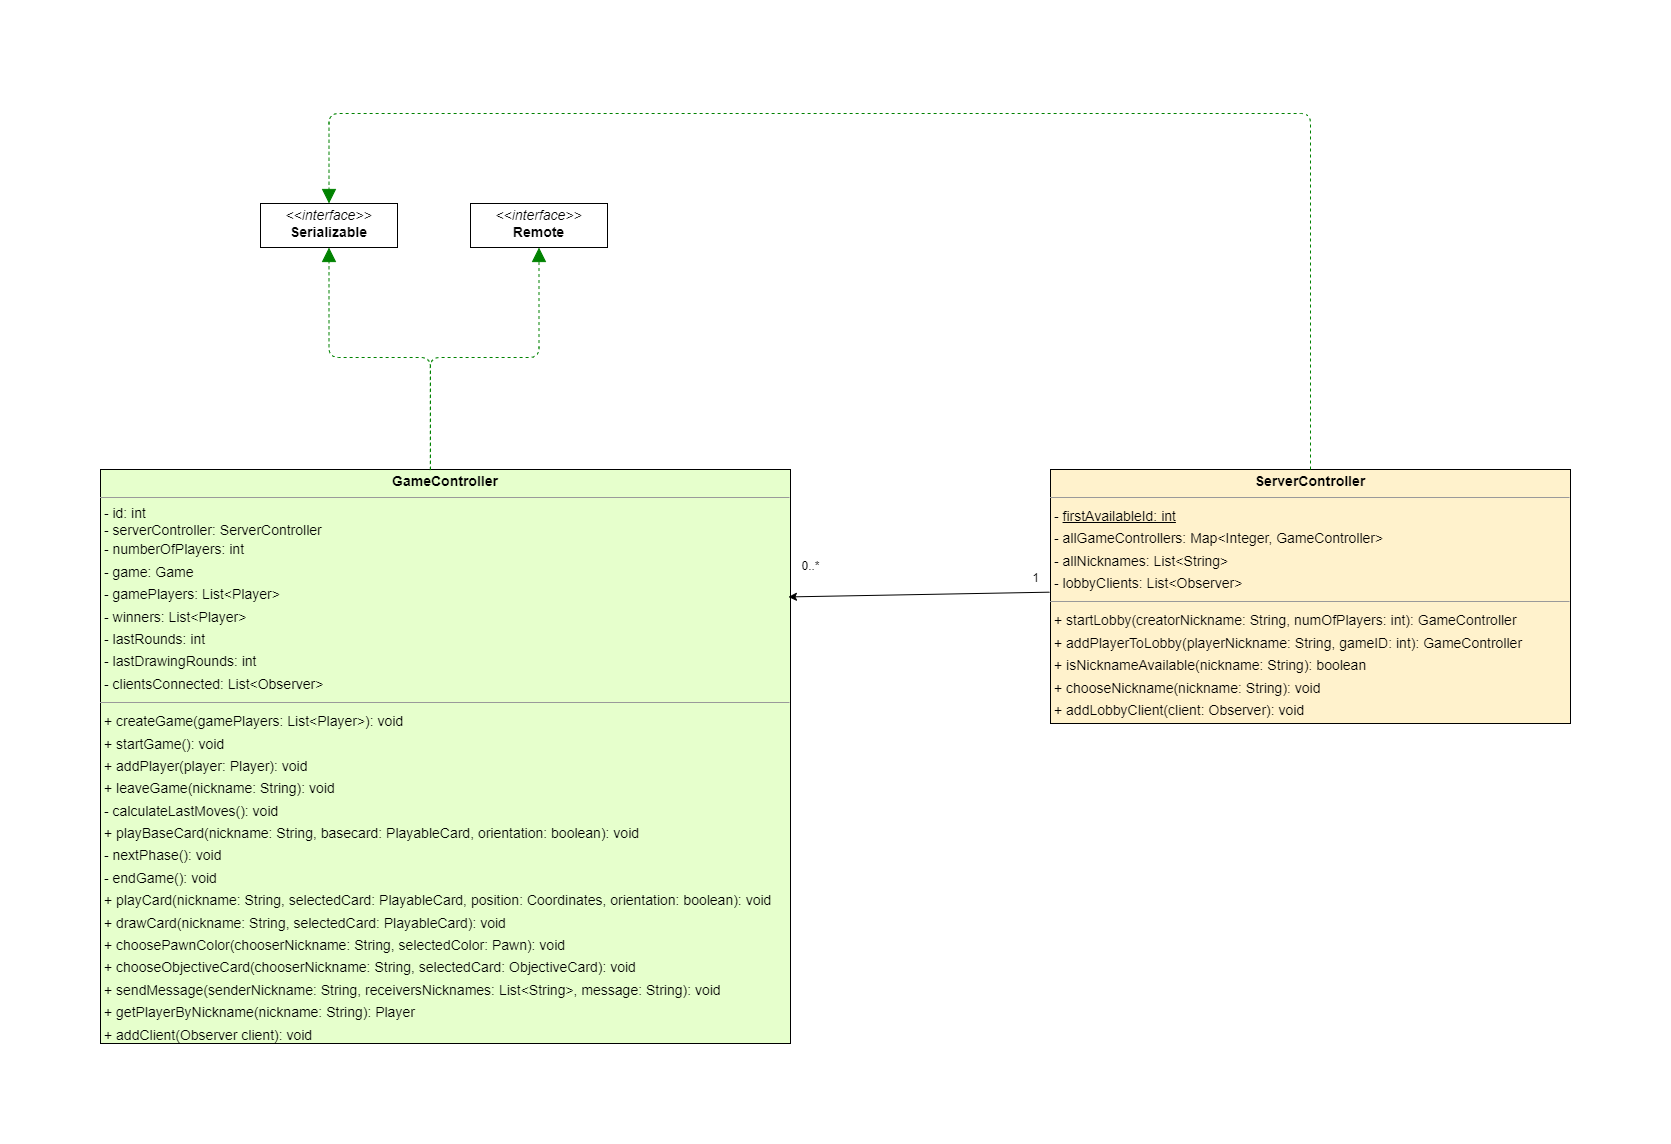 <<interface>>
Serializable
<<interface>>
Remote
GameController
- id: int
- serverController: ServerController
- numberOfPlayers: int
- game: Game
- gamePlayers: List<Player>
- winners: List<Player>
- lastRounds: int
- lastDrawingRounds: int
- clientsConnected: List<Observer>
+ createGame(gamePlayers: List<Player>): void
+ startGame(): void
+ addPlayer(player: Player): void
+ leaveGame(nickname: String): void
- calculateLastMoves(): void
+ playBaseCard(nickname: String, basecard: PlayableCard, orientation: boolean): void
- nextPhase(): void
- endGame(): void
+ playCard(nickname: String, selectedCard: PlayableCard, position: Coordinates, orientation: boolean): void
+ drawCard(nickname: String, selectedCard: PlayableCard): void
+ choosePawnColor(chooserNickname: String, selectedColor: Pawn): void
+ chooseObjectiveCard(chooserNickname: String, selectedCard: ObjectiveCard): void
+ sendMessage(senderNickname: String, receiversNicknames: List<String>, message: String): void
+ getPlayerByNickname(nickname: String): Player
+ addClient(Observer client): void
0..*
1
ServerController
- firstAvailableId: int
- allGameControllers: Map<Integer, GameController>
- allNicknames: List<String>
- lobbyClients: List<Observer>
+ startLobby(creatorNickname: String, numOfPlayers: int): GameController
+ addPlayerToLobby(playerNickname: String, gameID: int): GameController
+ isNicknameAvailable(nickname: String): boolean
+ chooseNickname(nickname: String): void
+ addLobbyClient(client: Observer): void